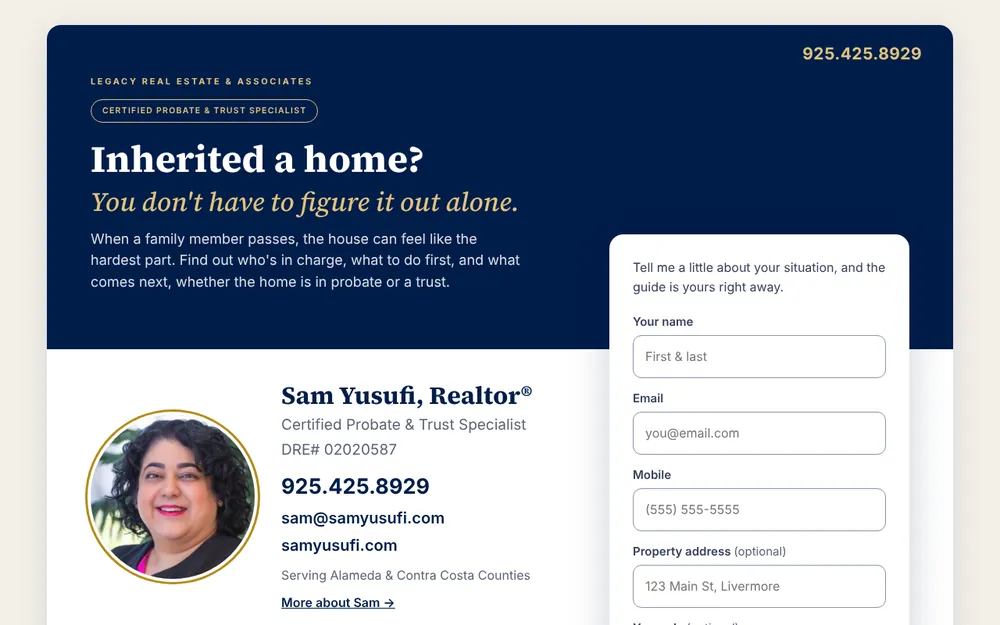 925.425.8929
LEGACY REAL ESTATE & ASSOCIATES
CERTIFIED PROBATE & TRUST SPECIALIST
Inherited a home?
You don't have to figure it out alone.
When a family member passes, the house can feel like the
hardest part. Find out who's in charge, what to do first, and what
comes next, whether the home is in probate or a trust.
Sam Yusufi, Realtor®
Certified Probate & Trust Specialist
DRE# 02020587
925.425.8929
sam@samyusufi.com
samyusufi.com
Serving Alameda & Contra Costa Counties
More about Sam →
Tell me a little about your situation, and the
guide is yours right away.
Your name
First & last
Email
you@email.com
Mobile
(555) 555-5555
Property address (optional)
123 Main St, Livermore